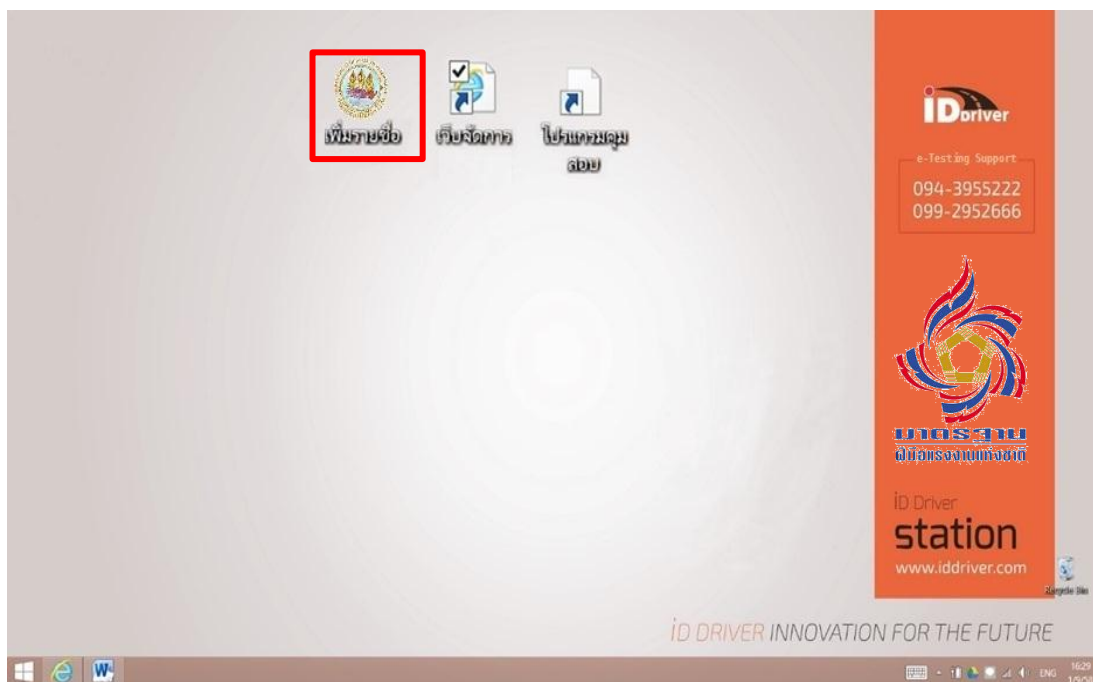 เพิ่มรายชื่อ
เว็บจัดการ
โปรแกรมคุม
สอบ
iDDriver
e-Testing Support
094-3955222
099-2952666
มาตรฐาน
ฝีมือแรงงานแห่งชาติ
iD Driver
station
www.iddriver.com
Recycle Bin
iD DRIVER INNOVATION FOR THE FUTURE
W
ENG
16:29